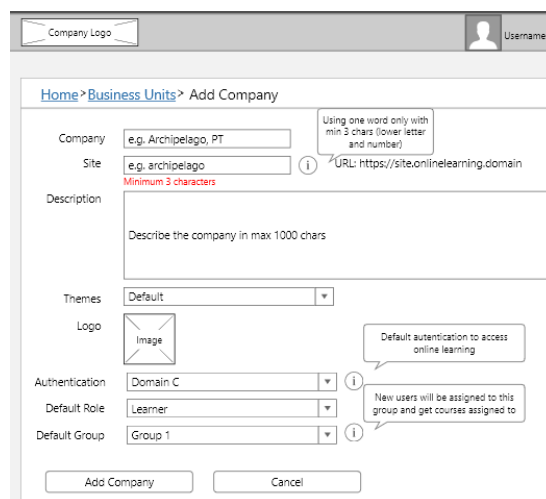 Company Logo
Username
Home > Business Units > Add Company
Using one word only with
min 3 chars (lower letter
and number)
Company
e.g. Archipelago, PT
Site
e.g. archipelago
i
URL: https://site.onlinelearning.domain
Minimum 3 characters
Description
Describe the company in max 1000 chars
Themes
Default
Logo
Image
Default autentication to access
online learning
Authentication
Domain C
i
New users will be assigned to this
group and get courses assigned to
Default Role
Learner
Default Group
Group 1
i
Add Company
Cancel